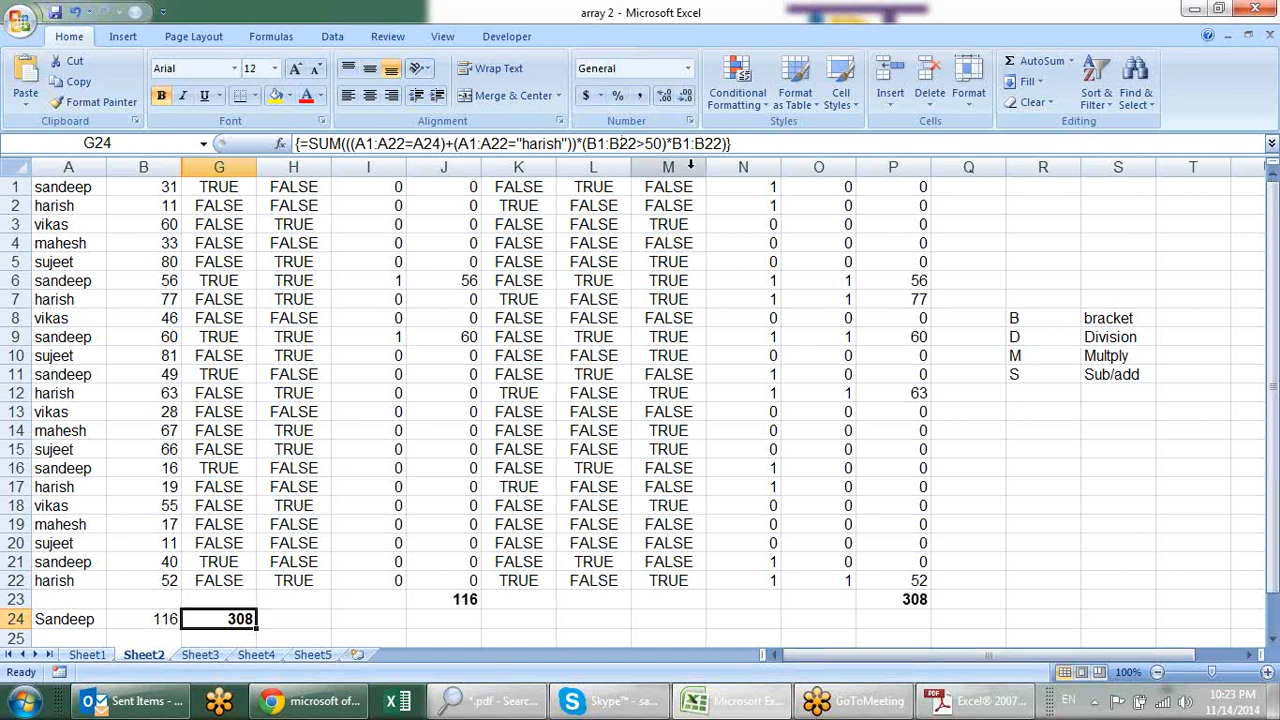 array 2 - Microsoft Excel
Home Insert Page Layout Formulas Data Review View Developer
Paste Cut Copy Format Painter Clipboard
Arial 12 B I U A A A Font
Wrap Text Merge & Center Alignment
General $ % , .0 .00 .00 .0 Number
Conditional Formatting Format as Table Cell Styles Styles
Insert Delete Format Cells
AutoSum Fill Clear Sort & Filter Find & Select Editing
G24 fx {=SUM(((A1:A22=A24)+(A1:A22="harish"))*(B1:B22>50)*B1:B22)}
A B G H I J K L M N O P Q R S T
1 sandeep 31 TRUE FALSE 0 0 FALSE TRUE FALSE 1 0 0
2 harish 11 FALSE FALSE 0 0 TRUE FALSE FALSE 1 0 0
3 vikas 60 FALSE TRUE 0 0 FALSE FALSE TRUE 0 0 0
4 mahesh 33 FALSE FALSE 0 0 FALSE FALSE FALSE 0 0 0
5 sujeet 80 FALSE TRUE 0 0 FALSE FALSE TRUE 0 0 0
6 sandeep 56 TRUE TRUE 1 56 FALSE TRUE TRUE 1 1 56
7 harish 77 FALSE TRUE 0 0 TRUE FALSE TRUE 1 1 77
8 vikas 46 FALSE FALSE 0 0 FALSE FALSE FALSE 0 0 0 B bracket
9 sandeep 60 TRUE TRUE 1 60 FALSE TRUE TRUE 1 1 60 D Division
10 sujeet 81 FALSE TRUE 0 0 FALSE FALSE TRUE 0 0 0 M Multply
11 sandeep 49 TRUE FALSE 0 0 FALSE TRUE FALSE 1 0 0 S Sub/add
12 harish 63 FALSE TRUE 0 0 TRUE FALSE TRUE 1 1 63
13 vikas 28 FALSE FALSE 0 0 FALSE FALSE FALSE 0 0 0
14 mahesh 67 FALSE TRUE 0 0 FALSE FALSE TRUE 0 0 0
15 sujeet 66 FALSE TRUE 0 0 FALSE FALSE TRUE 0 0 0
16 sandeep 16 TRUE FALSE 0 0 FALSE TRUE FALSE 1 0 0
17 harish 19 FALSE FALSE 0 0 TRUE FALSE FALSE 1 0 0
18 vikas 55 FALSE TRUE 0 0 FALSE FALSE TRUE 0 0 0
19 mahesh 17 FALSE FALSE 0 0 FALSE FALSE FALSE 0 0 0
20 sujeet 11 FALSE FALSE 0 0 FALSE FALSE FALSE 0 0 0
21 sandeep 40 TRUE FALSE 0 0 FALSE TRUE FALSE 1 0 0
22 harish 52 FALSE TRUE 0 0 TRUE FALSE TRUE 1 1 52
23 116 308
24 Sandeep 116 308
25
Sheet1 Sheet2 Sheet3 Sheet4 Sheet5
Ready 100%
Sent Items - ... microsoft of... *.pdf - Searc... Skype™ - sa... Microsoft Ex... GoToMeeting Excel® 2007... EN 10:23 PM
11/14/2014